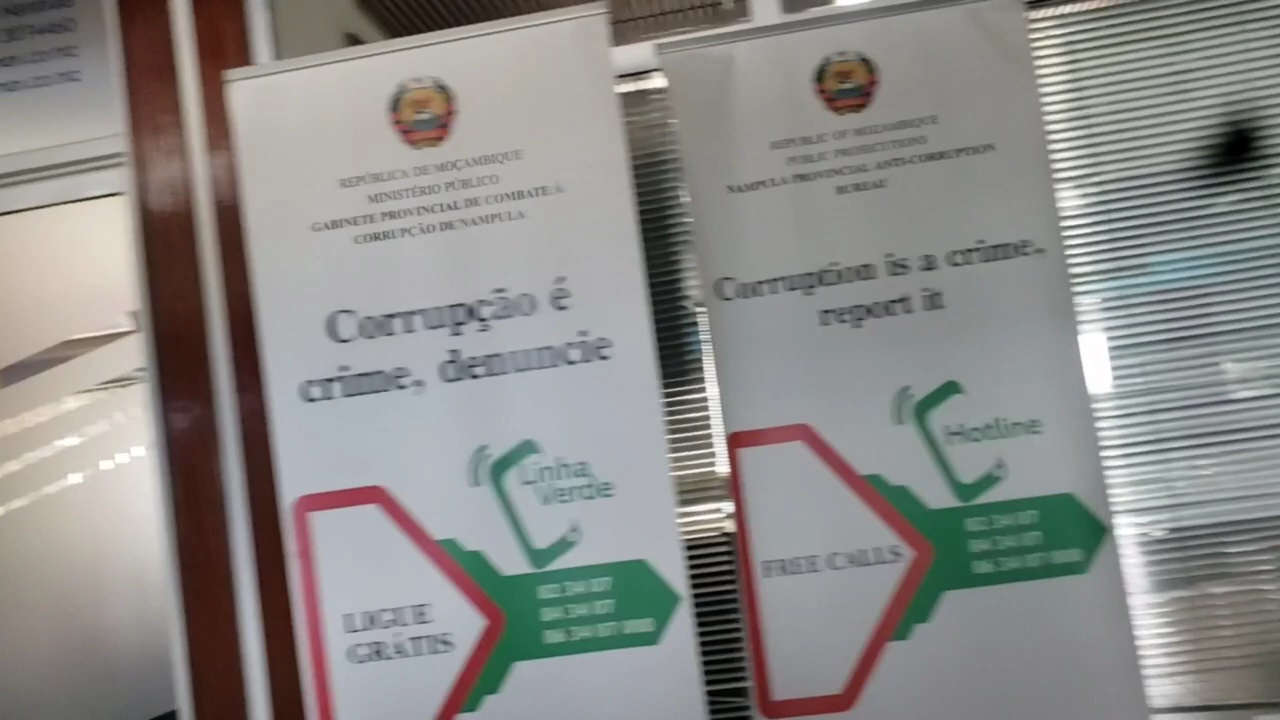 REPÚBLICA DE MOÇAMBIQUE
MINISTÉRIO PÚBLICO
GABINETE PROVINCIAL DE COMBATE À
CORRUPÇÃO DE NAMPULA
Corrupção é
crime, denuncie
Linha
Verde
LIGUE
GRÁTIS
REPUBLIC OF MOZAMBIQUE
PUBLIC PROSECUTIONS
NAMPULA PROVINCIAL ANTI-CORRUPTION
BUREAU
Corruption is a crime,
report it
Hotline
FREE CALLS